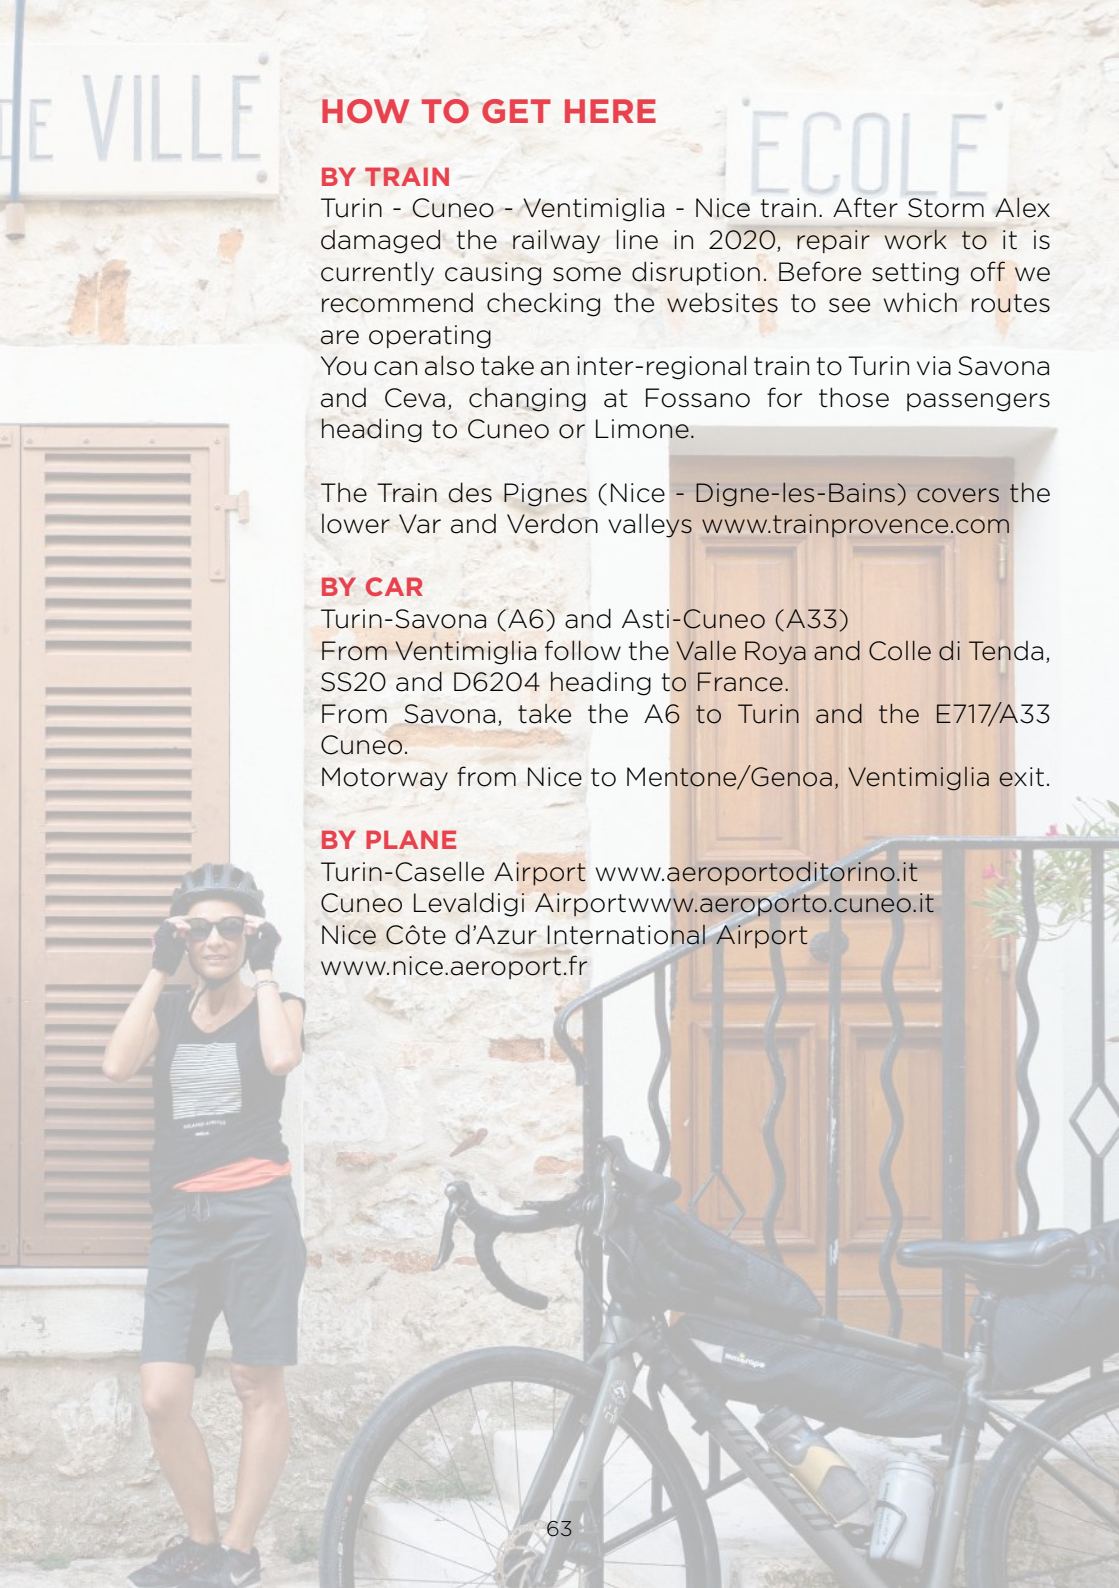 DE VILLE
ECOLE
HOW TO GET HERE
BY TRAIN
Turin - Cuneo - Ventimiglia - Nice train. After Storm Alex
damaged the railway line in 2020, repair work to it is
currently causing some disruption. Before setting off we
recommend checking the websites to see which routes
are operating
You can also take an inter-regional train to Turin via Savona
and Ceva, changing at Fossano for those passengers
heading to Cuneo or Limone.
The Train des Pignes (Nice - Digne-les-Bains) covers the
lower Var and Verdon valleys www.trainprovence.com
BY CAR
Turin-Savona (A6) and Asti-Cuneo (A33)
From Ventimiglia follow the Valle Roya and Colle di Tenda,
SS20 and D6204 heading to France.
From Savona, take the A6 to Turin and the E717/A33
Cuneo.
Motorway from Nice to Mentone/Genoa, Ventimiglia exit.
BY PLANE
Turin-Caselle Airport www.aeroportoditorino.it
Cuneo Levaldigi Airportwww.aeroporto.cuneo.it
Nice Côte d’Azur International Airport
www.nice.aeroport.fr
63